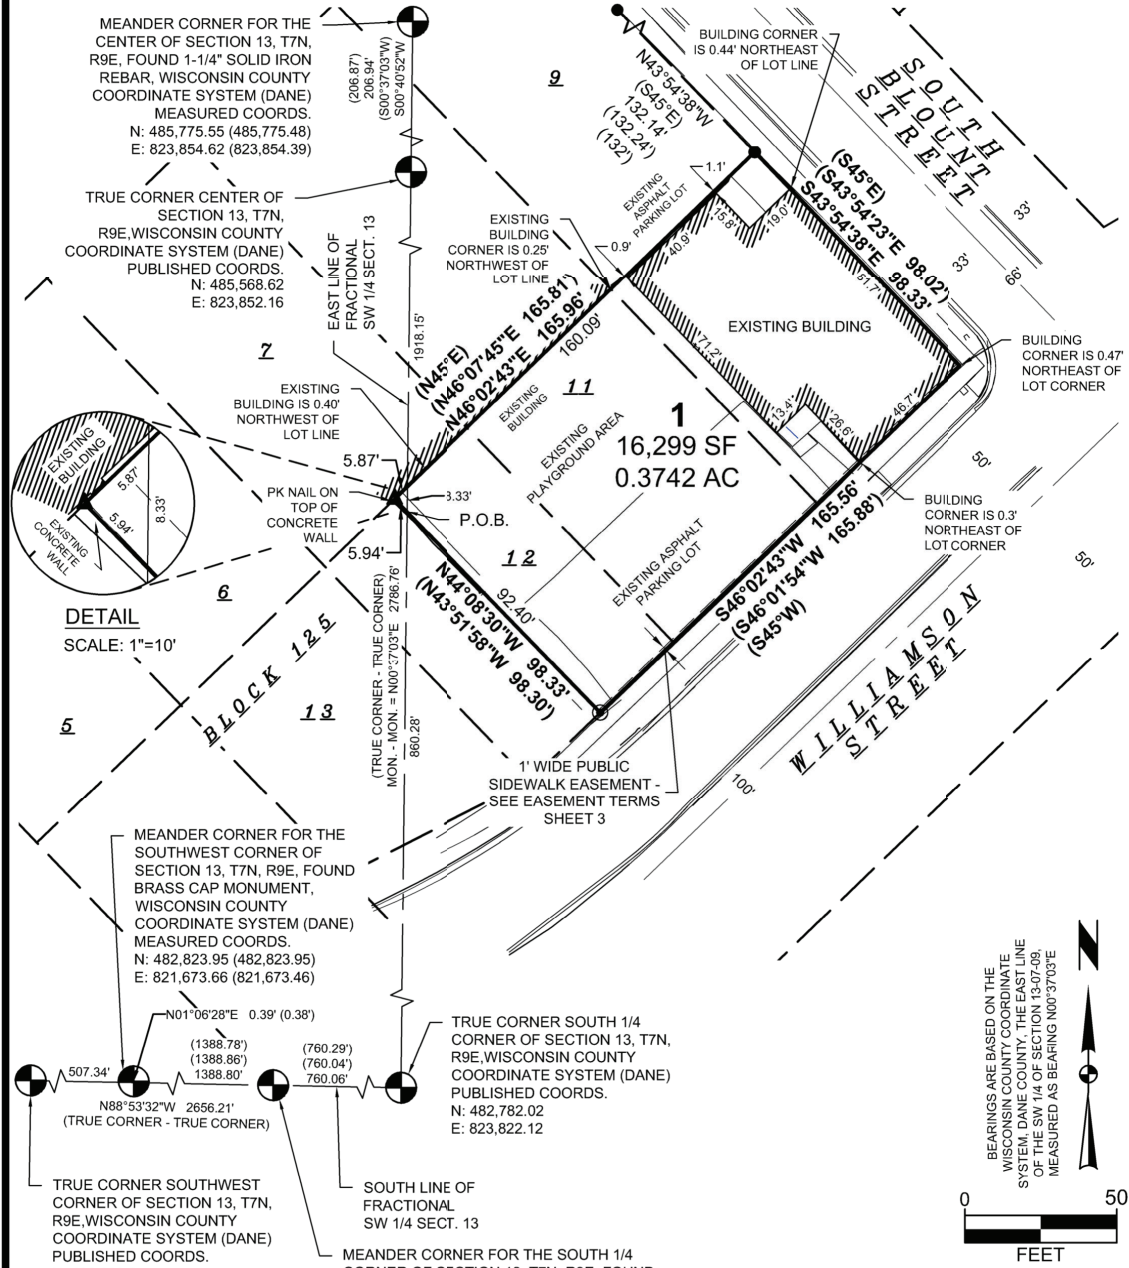 MEANDER CORNER FOR THE
CENTER OF SECTION 13, T7N,
R9E, FOUND 1-1/4" SOLID IRON
REBAR, WISCONSIN COUNTY
COORDINATE SYSTEM (DANE)
MEASURED COORDS.
N: 485,775.55 (485,775.48)
E: 823,854.62 (823,854.39)
(206.87')
206.94'
(S00°37'03"W)
S00°40'52"W
9
N43°54'38"W
(S45°E)
132.14'
(132.24')
(132')
BUILDING CORNER
IS 0.44' NORTHEAST
OF LOT LINE
SOUTH
BLOUNT
STREET
33'
33'
66'
TRUE CORNER CENTER OF
SECTION 13, T7N,
R9E,WISCONSIN COUNTY
COORDINATE SYSTEM (DANE)
PUBLISHED COORDS.
N: 485,568.62
E: 823,852.16
EAST LINE OF
FRACTIONAL
SW 1/4 SECT. 13
1918.15'
EXISTING
BUILDING
CORNER IS 0.25'
NORTHWEST OF
LOT LINE
EXISTING
ASPHALT
PARKING LOT
1.1'
0.9'
15.8'
19.0'
40.9'
(S45°E)
(S43°54'23"E 98.02')
S43°54'38"E 98.33'
51.7'
EXISTING BUILDING
71.2'
BUILDING
CORNER IS 0.47'
NORTHEAST OF
LOT CORNER
7
(N45°E)
(N46°07'45"E 165.81')
N46°02'43"E 165.96'
160.09'
EXISTING
BUILDING IS 0.40'
NORTHWEST OF
LOT LINE
EXISTING
BUILDING
11
1
16,299 SF
0.3742 AC
EXISTING
PLAYGROUND AREA
13.4'
26.6'
46.7'
50'
EXISTING
BUILDING
5.87'
8.33'
5.94'
EXISTING
CONCRETE
WALL
DETAIL
SCALE: 1"=10'
5.87'
PK NAIL ON
TOP OF
CONCRETE
WALL
5.94'
P.O.B.
12
EXISTING ASPHALT
PARKING LOT
BUILDING
CORNER IS 0.3'
NORTHEAST OF
LOT CORNER
50'
S46°02'43"W 165.56'
(S46°01'54"W 165.88')
(S45°W)
92.40'
N44°08'30"W 98.33'
(N43°51'58"W 98.30')
6
5
BLOCK 125
13
(TRUE CORNER - TRUE CORNER)
MON. - MON. = N00°37'03"E 2786.76'
860.28'
WILLIAMSON
STREET
100'
1' WIDE PUBLIC
SIDEWALK EASEMENT -
SEE EASEMENT TERMS
SHEET 3
MEANDER CORNER FOR THE
SOUTHWEST CORNER OF
SECTION 13, T7N, R9E, FOUND
BRASS CAP MONUMENT,
WISCONSIN COUNTY
COORDINATE SYSTEM (DANE)
MEASURED COORDS.
N: 482,823.95 (482,823.95)
E: 821,673.66 (821,673.46)
N01°06'28"E 0.39' (0.38')
507.34'
(1388.78')
(1388.86')
1388.80'
(760.29')
(760.04')
760.06'
N88°53'32"W 2656.21'
(TRUE CORNER - TRUE CORNER)
TRUE CORNER SOUTH 1/4
CORNER OF SECTION 13, T7N,
R9E,WISCONSIN COUNTY
COORDINATE SYSTEM (DANE)
PUBLISHED COORDS.
N: 482,782.02
E: 823,822.12
TRUE CORNER SOUTHWEST
CORNER OF SECTION 13, T7N,
R9E,WISCONSIN COUNTY
COORDINATE SYSTEM (DANE)
PUBLISHED COORDS.
SOUTH LINE OF
FRACTIONAL
SW 1/4 SECT. 13
MEANDER CORNER FOR THE SOUTH 1/4
BEARINGS ARE BASED ON THE
WISCONSIN COUNTY COORDINATE
SYSTEM, DANE COUNTY, THE EAST LINE
OF THE SW 1/4 OF SECTION 13-07-09,
MEASURED AS BEARING N00°37'03"E
N
0 50
FEET